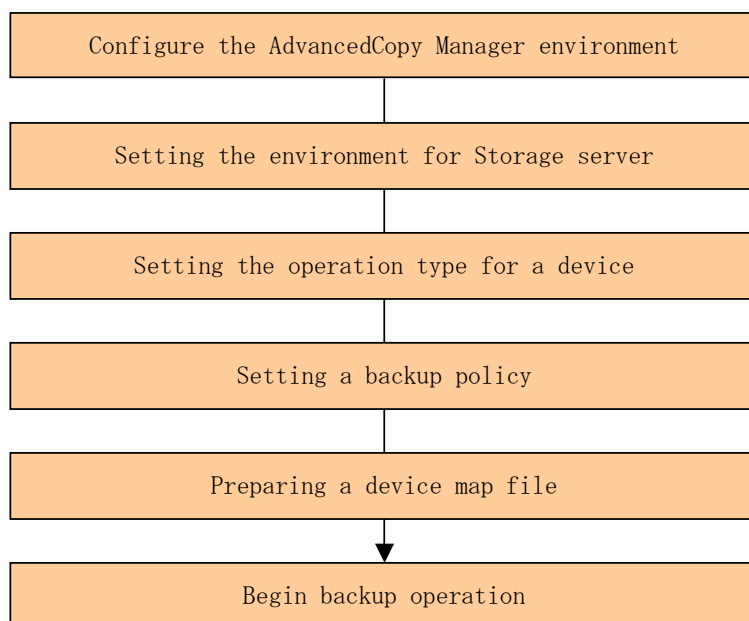 Configure the AdvancedCopy Manager environment
Setting the environment for Storage server
Setting the operation type for a device
Setting a backup policy
Preparing a device map file
Begin backup operation